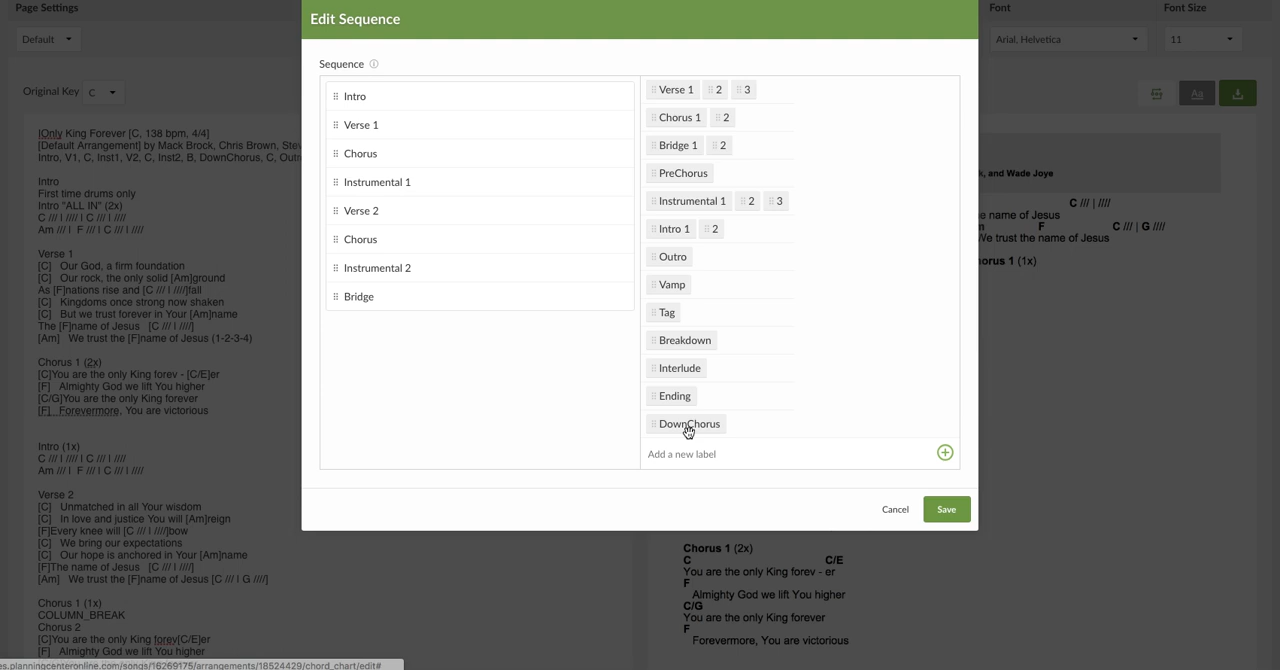 Page Settings
Font
Font Size
Edit Sequence
Default
Arial, Helvetica
11
Sequence
Original Key C
Aa
Intro
Verse 1
Chorus
Instrumental 1
Verse 2
Chorus
Instrumental 2
Bridge
Verse 1 2 3
Chorus 1 2
Bridge 1 2
PreChorus
Instrumental 1 2 3
Intro 1 2
Outro
Vamp
Tag
Breakdown
Interlude
Ending
DownChorus
Add a new label
Cancel
Save
|Only King Forever [C, 138 bpm, 4/4]
[Default Arrangement] by Mack Brock, Chris Brown, Stev
Intro, V1, C, Inst1, V2, C, Inst2, B, DownChorus, C, Outr
Intro
First time drums only
Intro "ALL IN" (2x)
C /// I //// I C /// I ////
Am /// I F /// I C /// I ////
Verse 1
[C] Our God, a firm foundation
[C] Our rock, the only solid [Am]ground
As [F]nations rise and [C /// I ////]fall
[C] Kingdoms once strong now shaken
[C] But we trust forever in Your [Am]name
The [F]name of Jesus [C /// I ////]
[Am] We trust the [F]name of Jesus (1-2-3-4)
Chorus 1 (2x)
[C]You are the only King forev - [C/E]er
[F] Almighty God we lift You higher
[C/G]You are the only King forever
[F] Forevermore, You are victorious
Intro (1x)
C /// I //// I C /// I ////
Am /// I F /// I C /// I ////
Verse 2
[C] Unmatched in all Your wisdom
[C] In love and justice You will [Am]reign
[F]Every knee will [C /// I ////]bow
[C] We bring our expectations
[C] Our hope is anchored in Your [Am]name
[F]The name of Jesus [C /// I ////]
[Am] We trust the [F]name of Jesus [C /// I G ////]
Chorus 1 (1x)
COLUMN_BREAK
Chorus 2
[C]You are the only King forev[C/E]er
[F] Almighty God we lift You higher
k, and Wade Joye
C /// | ////
e name of Jesus
m F C /// | G ////
We trust the name of Jesus
orus 1 (1x)
Chorus 1 (2x)
C C/E
You are the only King forev - er
F
Almighty God we lift You higher
C/G
You are the only King forever
F
Forevermore, You are victorious
es.planningcenteronline.com/songs/16269175/arrangements/18524429/chord_chart/edit#